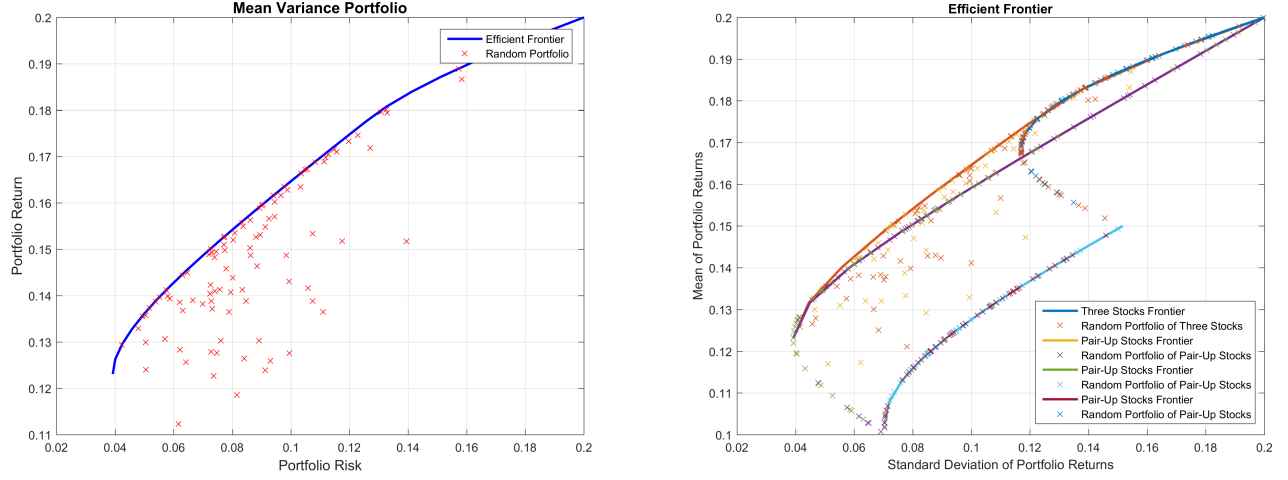 Mean Variance Portfolio
0.2
0.19
0.18
0.17
0.16
0.15
0.14
0.13
0.12
0.11
Portfolio Return
Efficient Frontier
Random Portfolio
0.02 0.04 0.06 0.08 0.1 0.12 0.14 0.16 0.18 0.2
Portfolio Risk
Efficient Frontier
0.2
0.19
0.18
0.17
0.16
0.15
0.14
0.13
0.12
0.11
0.1
Mean of Portfolio Returns
Three Stocks Frontier
Random Portfolio of Three Stocks
Pair-Up Stocks Frontier
Random Portfolio of Pair-Up Stocks
Pair-Up Stocks Frontier
Random Portfolio of Pair-Up Stocks
Pair-Up Stocks Frontier
Random Portfolio of Pair-Up Stocks
0.02 0.04 0.06 0.08 0.1 0.12 0.14 0.16 0.18 0.2
Standard Deviation of Portfolio Returns